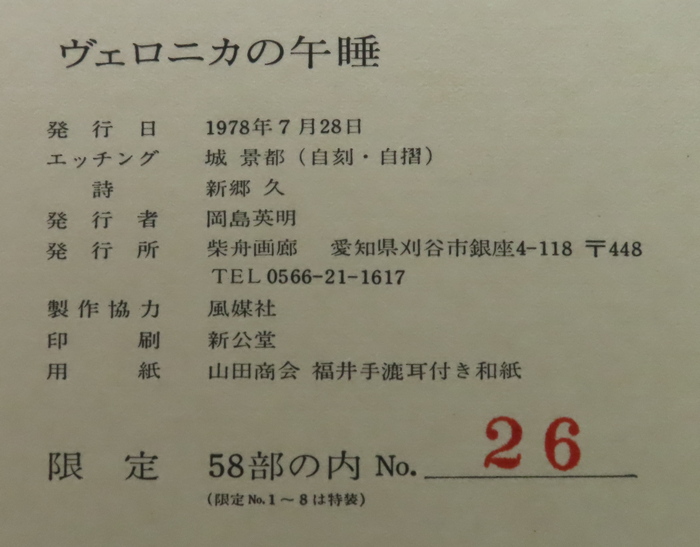 ヴェロニカの午睡
発行日 1978年7月28日
エッチング 城 景都（自刻・自摺）
詩 新郷 久
発行者 岡島英明
発行所 柴舟画廊 愛知県刈谷市銀座4-118 〒448
TEL 0566-21-1617
製作協力 風媒社
印刷 新公堂
用紙 山田商会 福井手漉耳付き和紙
限定 58部の内 No. 26
（限定No.1〜8は特装）